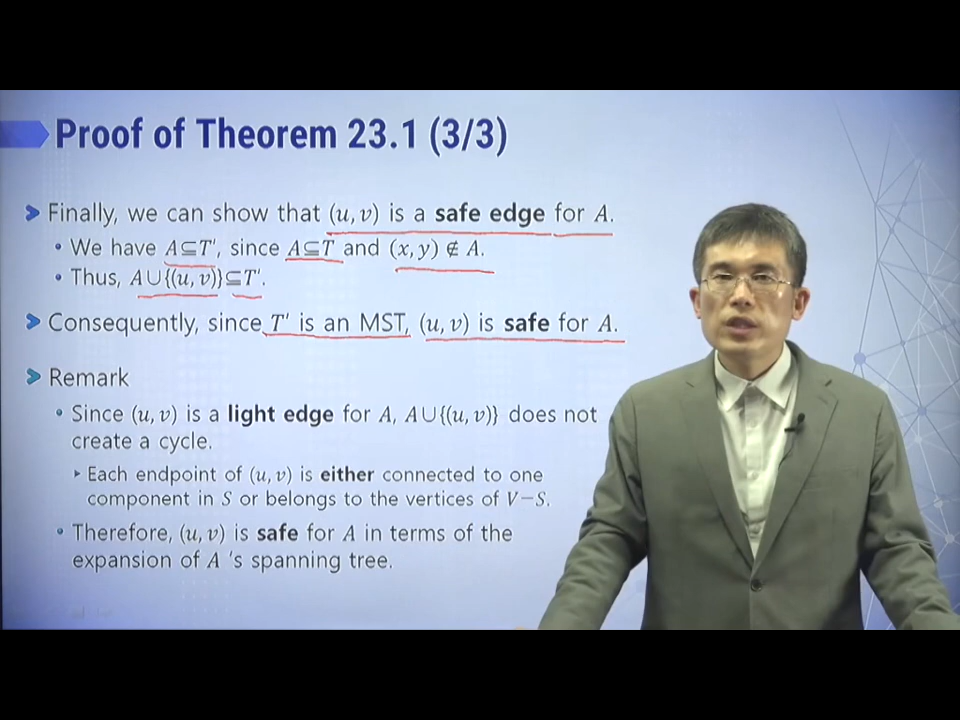 Proof of Theorem 23.1 (3/3)
Finally, we can show that (u, v) is a safe edge for A.
• We have A⊆T′, since A⊆T and (x, y) ∉ A.
• Thus, A∪{(u, v)}⊆T′.
Consequently, since T′ is an MST, (u, v) is safe for A.
Remark
• Since (u, v) is a light edge for A, A∪{(u, v)} does not
create a cycle.
Each endpoint of (u, v) is either connected to one
component in S or belongs to the vertices of V−S.
• Therefore, (u, v) is safe for A in terms of the
expansion of A 's spanning tree.